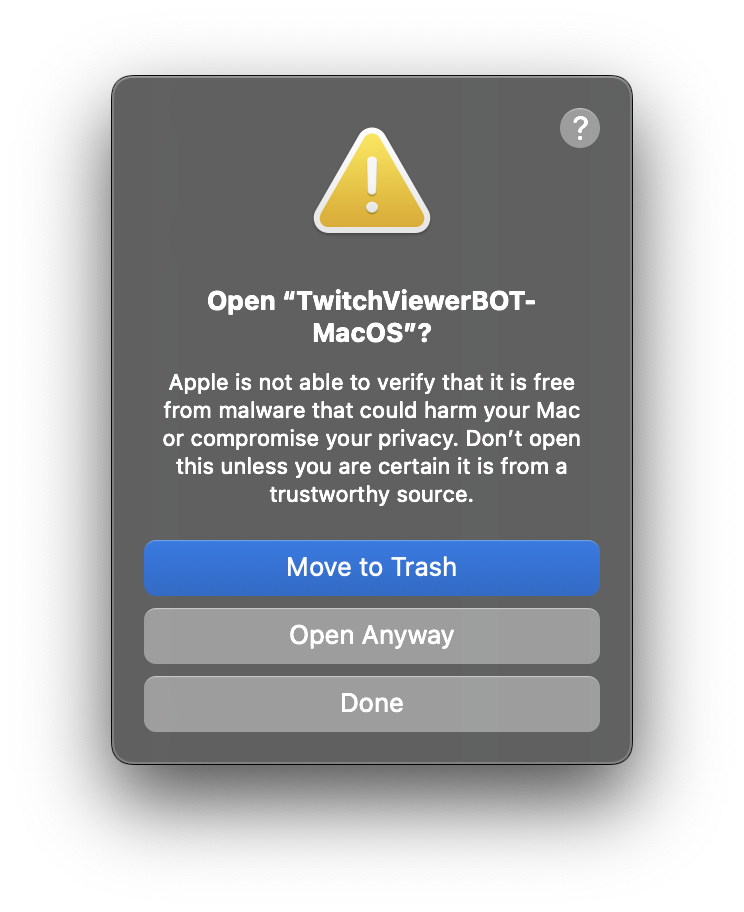 ?
Open “TwitchViewerBOT-
MacOS”?
Apple is not able to verify that it is free
from malware that could harm your Mac
or compromise your privacy. Don’t open
this unless you are certain it is from a
trustworthy source.
Move to Trash
Open Anyway
Done